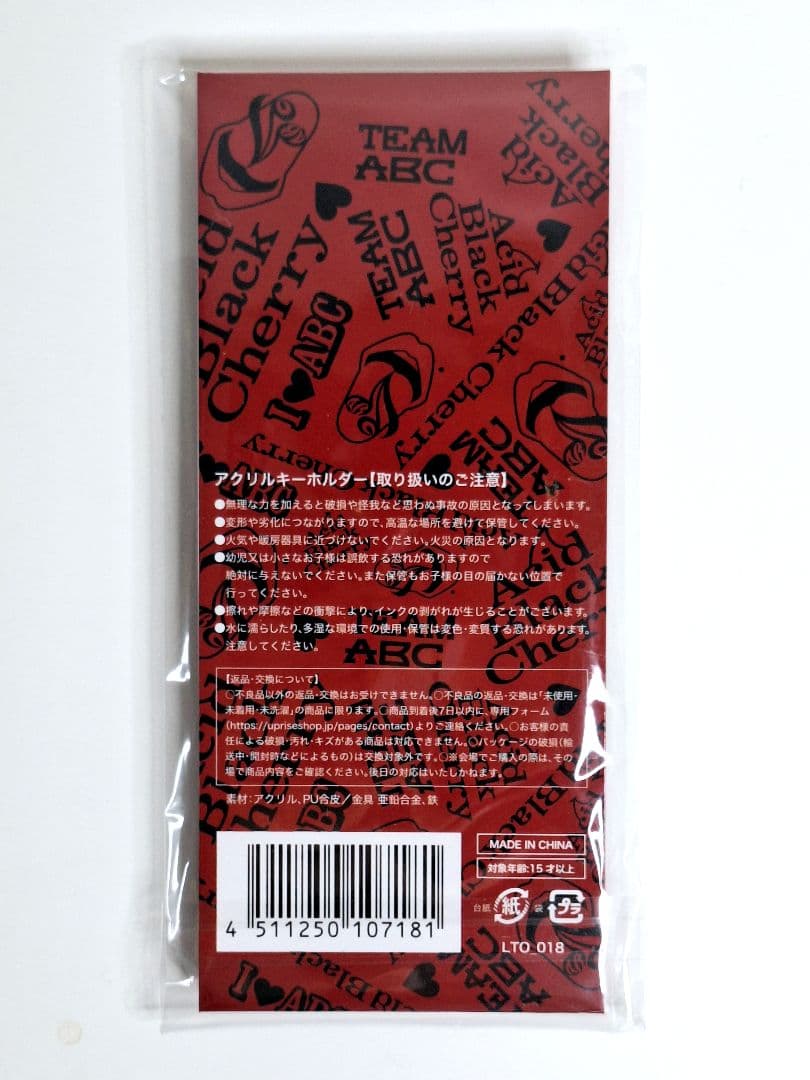 TEAM
ABC
Acid
Black
Cherry
TEAM
ABC
Acid
Black
Cherry
Acid
Black
Cherry
I♥ABC
Acid Black Cherry
Acid
Black
Cherry
TEAM
ABC
アクリルキーホルダー【取り扱いのご注意】
●無理な力を加えると破損や怪我など思わぬ事故の原因となってしまいます。
●変形や劣化につながりますので、高温な場所を避けて保管してください。
●火気や暖房器具に近づけないでください。火災の原因となります。
●幼児又は小さなお子様は誤飲する恐れがありますので
絶対に与えないでください。また保管もお子様の目の届かない位置で
行ってください。
●擦れや摩擦などの衝撃により、インクの剥がれが生じることがございます。
●水に濡らしたり、多湿な環境での使用・保管は変色・変質する恐れがあります。
注意してください。
ABC
【返品・交換について】
○不良品以外の返品・交換はお受けできません。○不良品の返品・交換は「未使用・
未着用・未洗濯」の商品に限ります。○商品到着後7日以内に、専用フォーム
(https://upriseshop.jp/pages/contact)よりご連絡ください。○お客様の責
任による破損・汚れ・キズがある商品は対応できません。○パッケージの破損(輸
送中・開封時などによるもの)は交換対象外です。○※会場でご購入の際は、その
場で商品内容をご確認ください。後日の対応はいたしかねます。
素材:アクリル、PU合皮／金具 亜鉛合金、鉄
MADE IN CHINA
対象年齢:15才以上
台紙 紙 袋 プラ
4 511250 107181
LTO_018
I♥ABC
TEAM
ABC